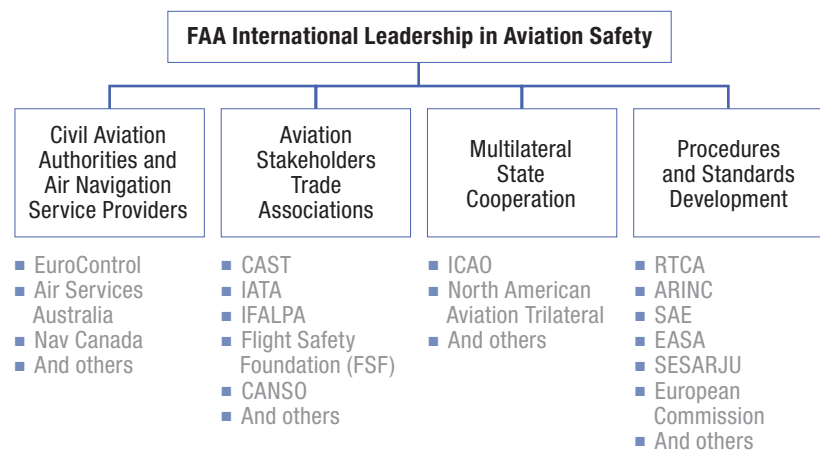 FAA International Leadership in Aviation Safety
Civil Aviation
Authorities and
Air Navigation
Service Providers
EuroControl
Air Services
Australia
Nav Canada
And others
Aviation
Stakeholders
Trade
Associations
CAST
IATA
IFALPA
Flight Safety
Foundation (FSF)
CANSO
And others
Multilateral
State
Cooperation
ICAO
North American
Aviation Trilateral
And others
Procedures
and Standards
Development
RTCA
ARINC
SAE
EASA
SESARJU
European
Commission
And others